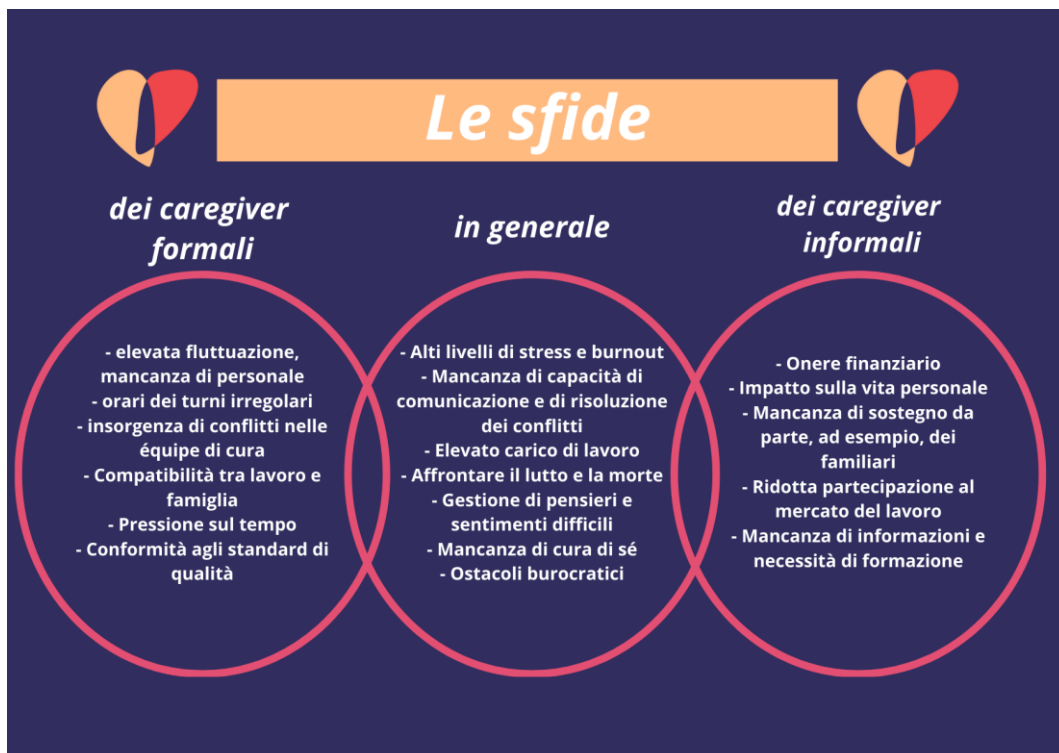 Le sfide
dei caregiver
formali
- elevata fluttuazione,
mancanza di personale
- orari dei turni irregolari
- insorgenza di conflitti nelle
équipe di cura
- Compatibilità tra lavoro e
famiglia
- Pressione sul tempo
- Conformità agli standard di
qualità
in generale
- Alti livelli di stress e burnout
- Mancanza di capacità di
comunicazione e di risoluzione
dei conflitti
- Elevato carico di lavoro
- Affrontare il lutto e la morte
- Gestione di pensieri e
sentimenti difficili
- Mancanza di cura di sé
- Ostacoli burocratici
dei caregiver
informali
- Onere finanziario
- Impatto sulla vita personale
- Mancanza di sostegno da
parte, ad esempio, dei
familiari
- Ridotta partecipazione al
mercato del lavoro
- Mancanza di informazioni e
necessità di formazione